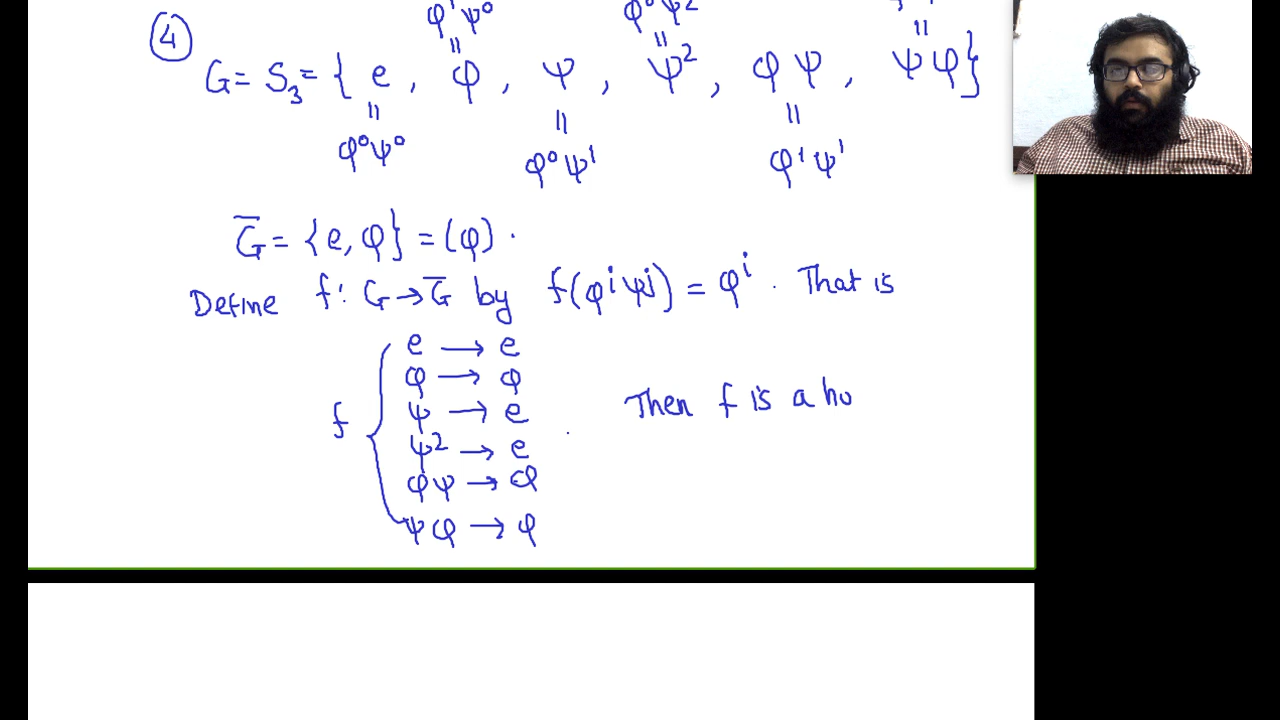 ④
φ¹ψ⁰ φ⁰ψ²
G = S₃ = { e , φ , ψ , ψ² , φψ , ψφ }
φ⁰ψ⁰ φ⁰ψ¹ φ¹ψ¹
G̅ = {e, φ} = (φ) .
Define f: G → G̅ by f(φⁱψʲ) = φⁱ . That is
f { e → e
φ → φ
ψ → e
ψ² → e
φψ → φ
ψφ → φ
Then f is a ho